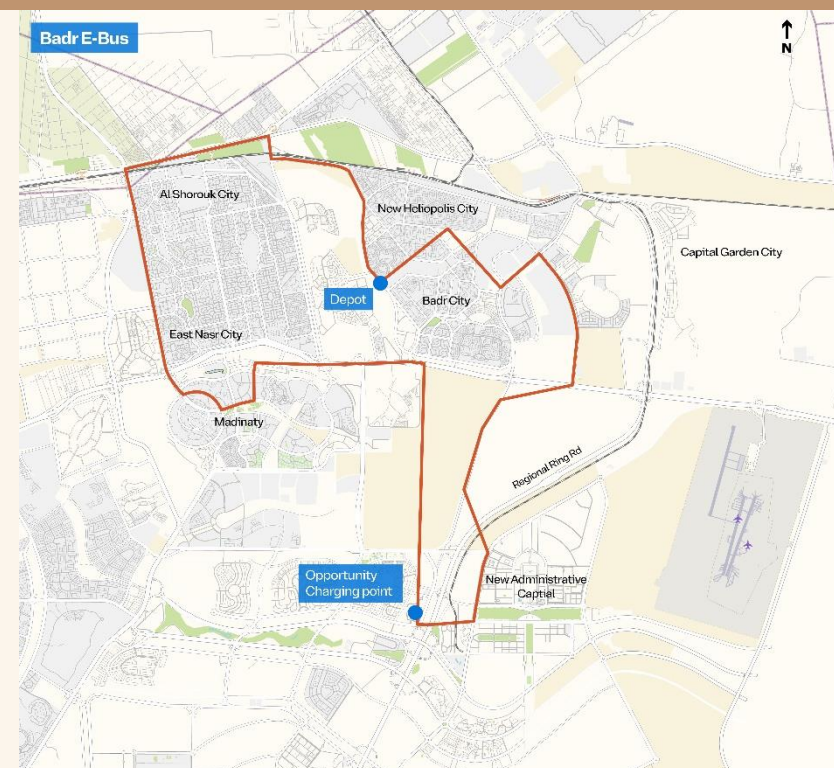 Badr E-Bus
N
Al Shorouk City
New Holiopolis City
Capital Garden City
Depot
Badr City
East Nasr City
Madinaty
Regional Ring Rd
Opportunity
Charging point
New Administrative
Captial